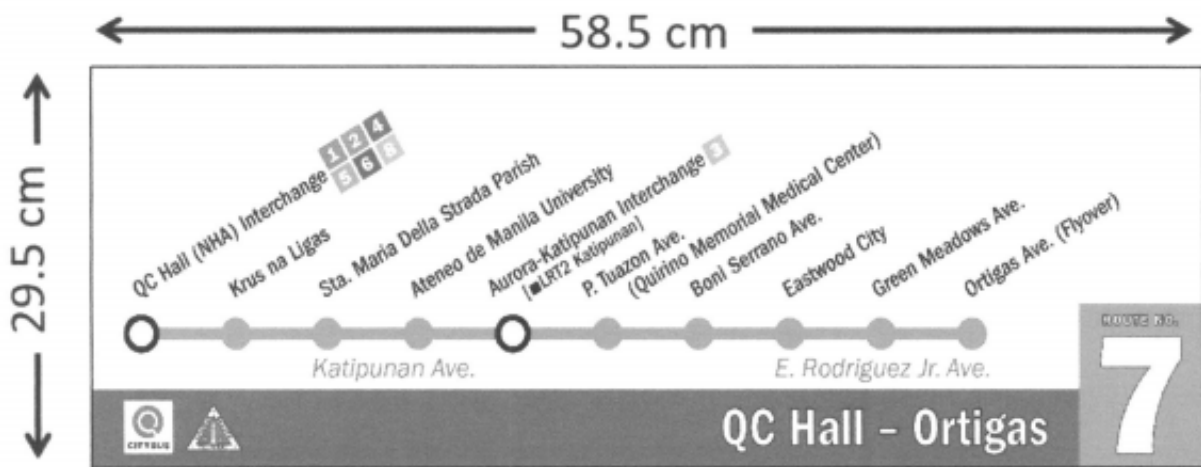 58.5 cm
29.5 cm
QC Hall (NHA) Interchange
1 2 4
5 6 8
Krus na Ligas
Sta. Maria Della Strada Parish
Ateneo de Manila University
Aurora-Katipunan Interchange 3
[■LRT2 Katipunan]
P. Tuazon Ave.
(Quirino Memorial Medical Center)
Boni Serrano Ave.
Eastwood City
Green Meadows Ave.
Ortigas Ave. (Flyover)
Katipunan Ave.
E. Rodriguez Jr. Ave.
ROUTE NO.
7
CITYBUS
QC Hall – Ortigas